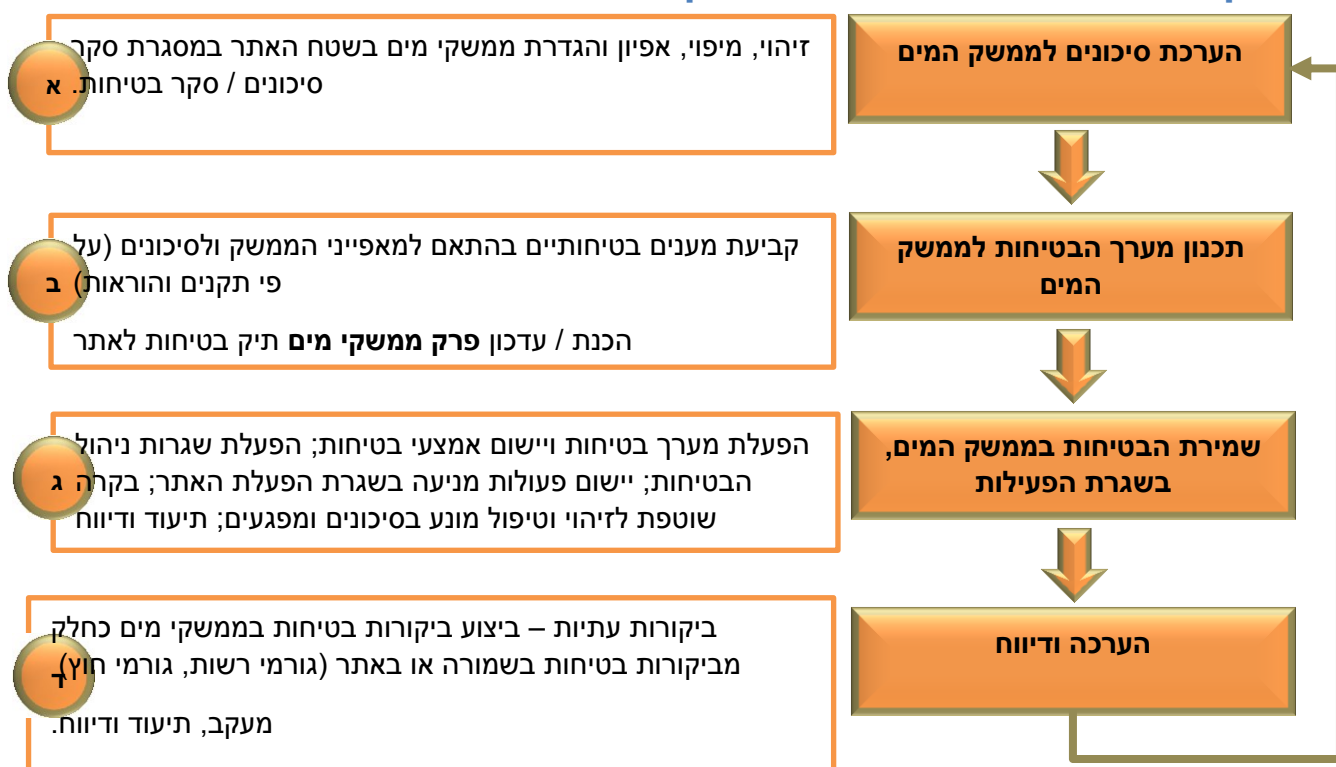 הערכת סיכונים לממשק המים
זיהוי, מיפוי, אפיון והגדרת ממשקי מים בשטח האתר במסגרת סקר
סיכונים / סקר בטיחות.
א
תכנון מערך הבטיחות לממשק
המים
קביעת מענים בטיחותיים בהתאם למאפייני הממשק ולסיכונים (על
פי תקנים והוראות)
ב
הכנת / עדכון פרק ממשקי מים תיק בטיחות לאתר
שמירת הבטיחות בממשק המים,
בשגרת הפעילות
הפעלת מערך בטיחות ויישום אמצעי בטיחות; הפעלת שגרות ניהול
הבטיחות; יישום פעולות מניעה בשגרת הפעלת האתר; בקרה
ג
שוטפת לזיהוי וטיפול מונע בסיכונים ומפגעים; תיעוד ודיווח
הערכה ודיווח
ביקורות עתיות – ביצוע ביקורות בטיחות בממשקי מים כחלק
מביקורות בטיחות בשמורה או באתר (גורמי רשות, גורמי חוץ)
ד
מעקב, תיעוד ודיווח.